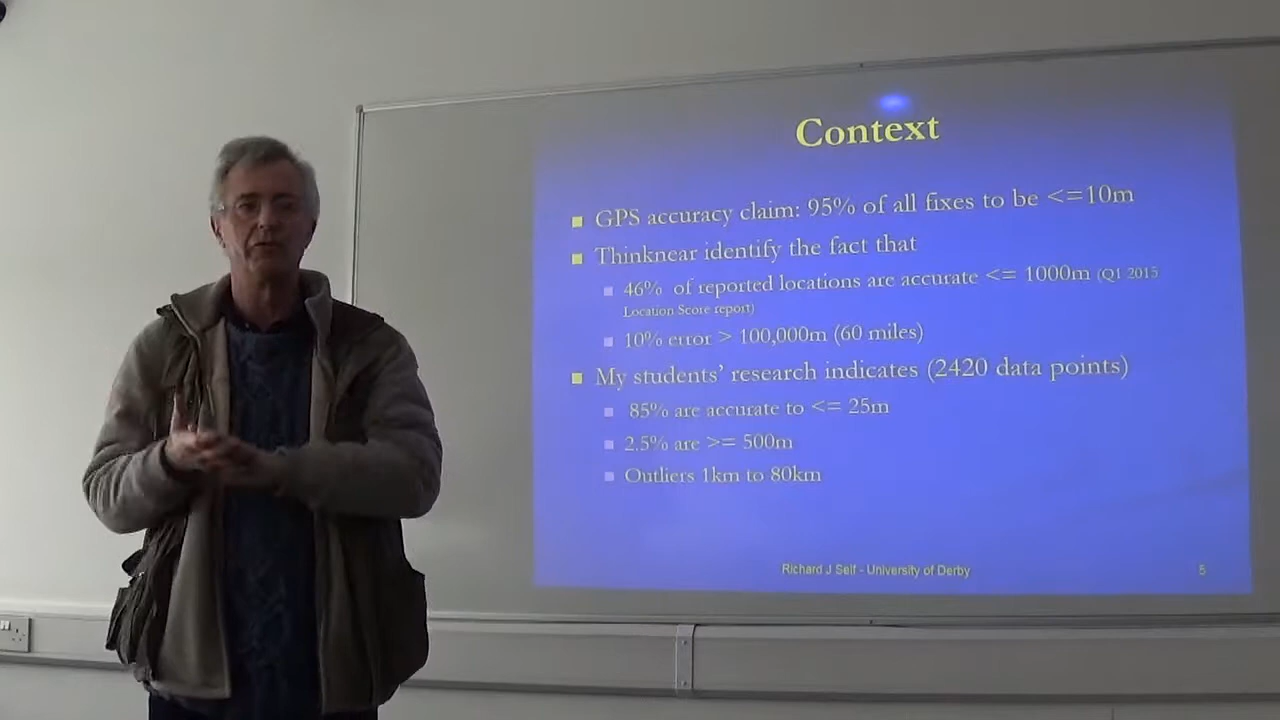 Context
GPS accuracy claim: 95% of all fixes to be <=10m
Thinknear identify the fact that
46% of reported locations are accurate <= 1000m (Q1 2015
Location Score report)
10% error > 100,000m (60 miles)
My students' research indicates (2420 data points)
85% are accurate to <= 25m
2.5% are >= 500m
Outliers 1km to 80km
Richard J Self - University of Derby
5